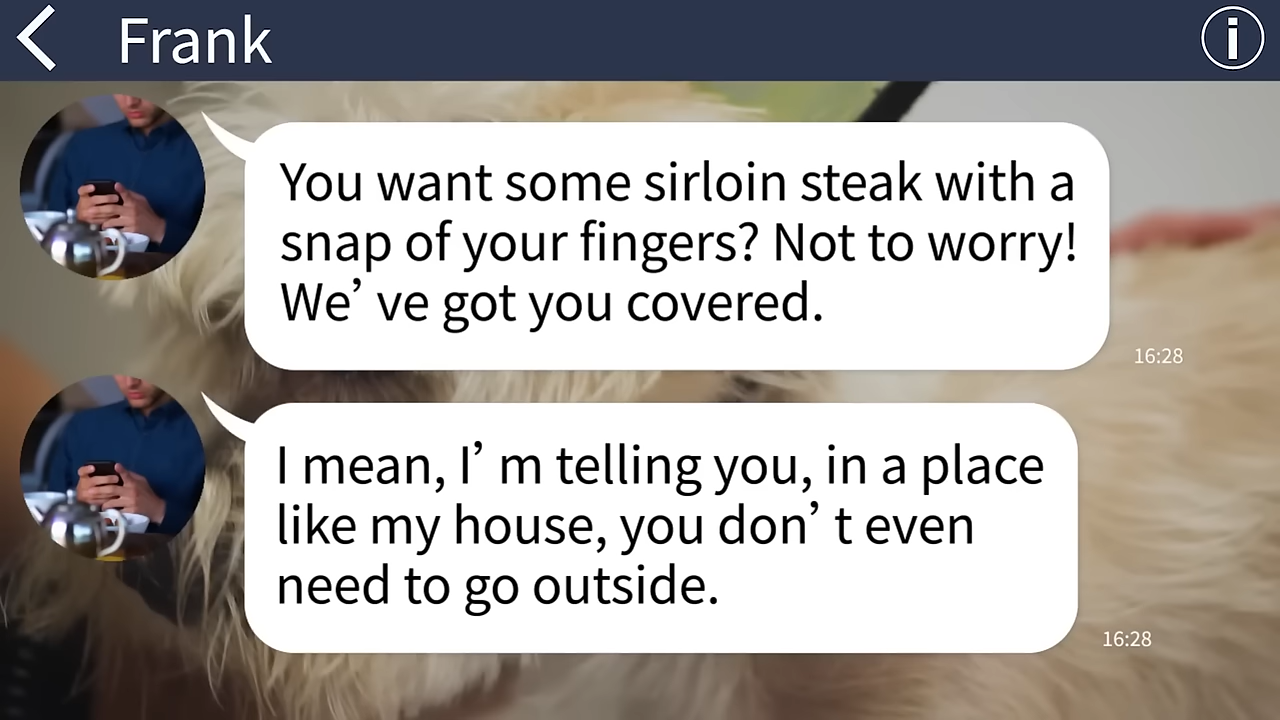 Frank
You want some sirloin steak with a
snap of your fingers? Not to worry!
We’ ve got you covered.
16:28
I mean, I’ m telling you, in a place
like my house, you don’ t even
need to go outside.
16:28